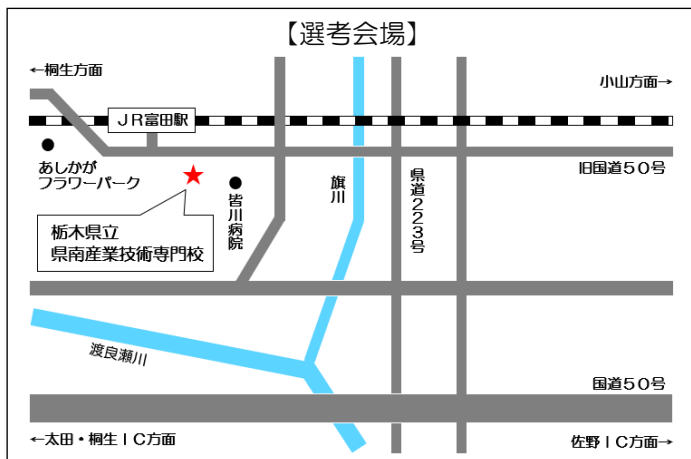 【選考会場】
←桐生方面
小山方面→
ＪＲ富田駅
あしかが
フラワーパーク
旧国道５０号
皆川病院
旗川
県道２２３号
栃木県立
県南産業技術専門校
渡良瀬川
国道５０号
←太田・桐生ＩＣ方面
佐野ＩＣ方面→